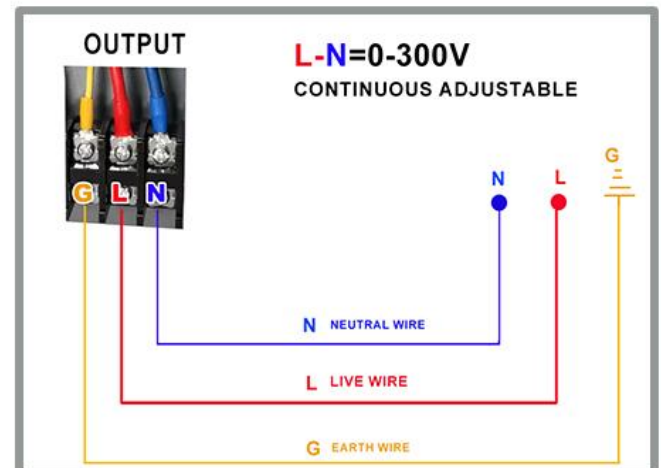 OUTPUT
L-N=0-300V
CONTINUOUS ADJUSTABLE
G
N
L
G L N
N NEUTRAL WIRE
L LIVE WIRE
G EARTH WIRE